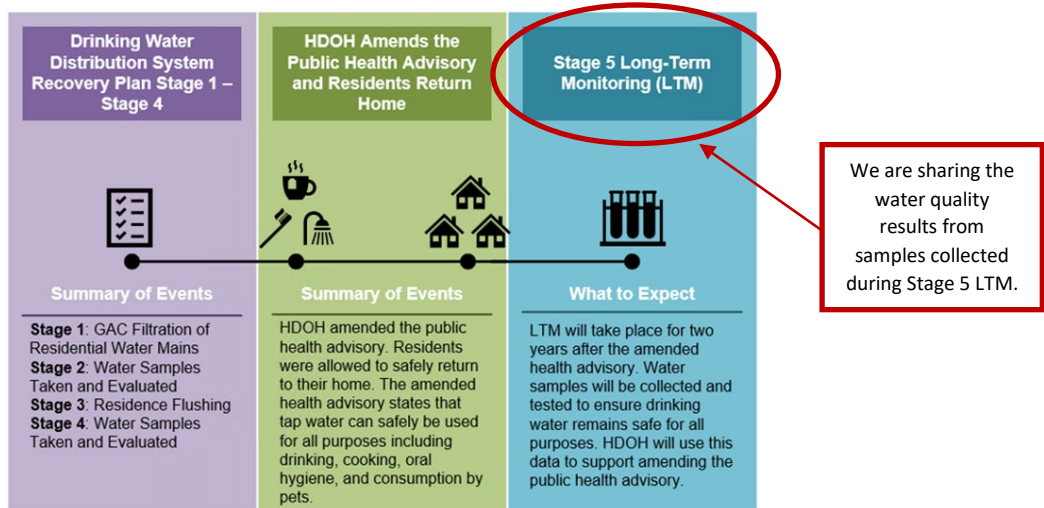 Drinking Water
Distribution System
Recovery Plan Stage 1 –
Stage 4
Summary of Events
Stage 1: GAC Filtration of
Residential Water Mains
Stage 2: Water Samples
Taken and Evaluated
Stage 3: Residence Flushing
Stage 4: Water Samples
Taken and Evaluated
HDOH Amends the
Public Health Advisory
and Residents Return
Home
Summary of Events
HDOH amended the public
health advisory. Residents
were allowed to safely return
to their home. The amended
health advisory states that
tap water can safely be used
for all purposes including
drinking, cooking, oral
hygiene, and consumption by
pets.
Stage 5 Long-Term
Monitoring (LTM)
What to Expect
LTM will take place for two
years after the amended
health advisory. Water
samples will be collected and
tested to ensure drinking
water remains safe for all
purposes. HDOH will use this
data to support amending the
public health advisory.
We are sharing the
water quality
results from
samples collected
during Stage 5 LTM.